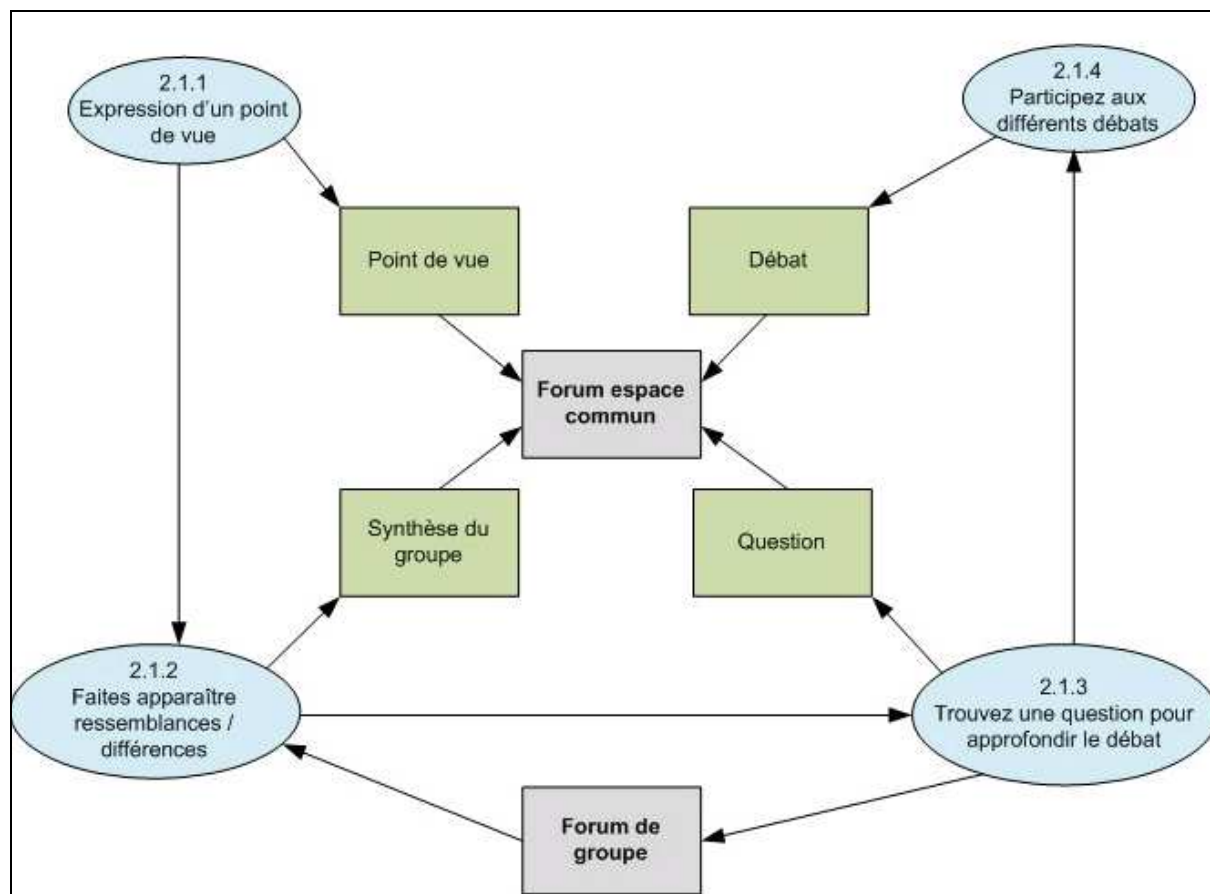 2.1.1
Expression d'un point
de vue
2.1.4
Participez aux
différents débats
Point de vue
Débat
Forum espace
commun
Synthèse du
groupe
Question
2.1.2
Faites apparaître
ressemblances /
différences
2.1.3
Trouvez une question pour
approfondir le débat
Forum de
groupe